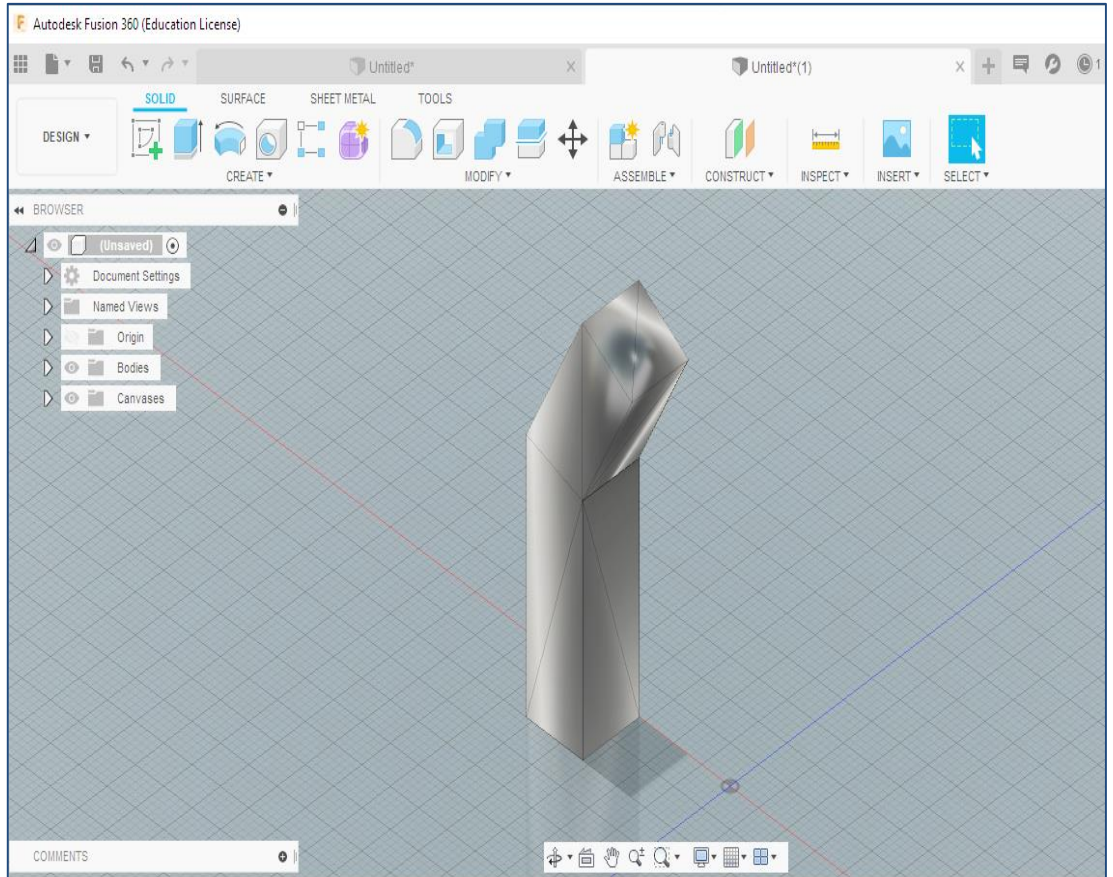 F Autodesk Fusion 360 (Education License)
Untitled*
Untitled*(1)
1
SOLID SURFACE SHEET METAL TOOLS
DESIGN
CREATE MODIFY ASSEMBLE CONSTRUCT INSPECT INSERT SELECT
BROWSER
(Unsaved)
Document Settings
Named Views
Origin
Bodies
Canvases
COMMENTS